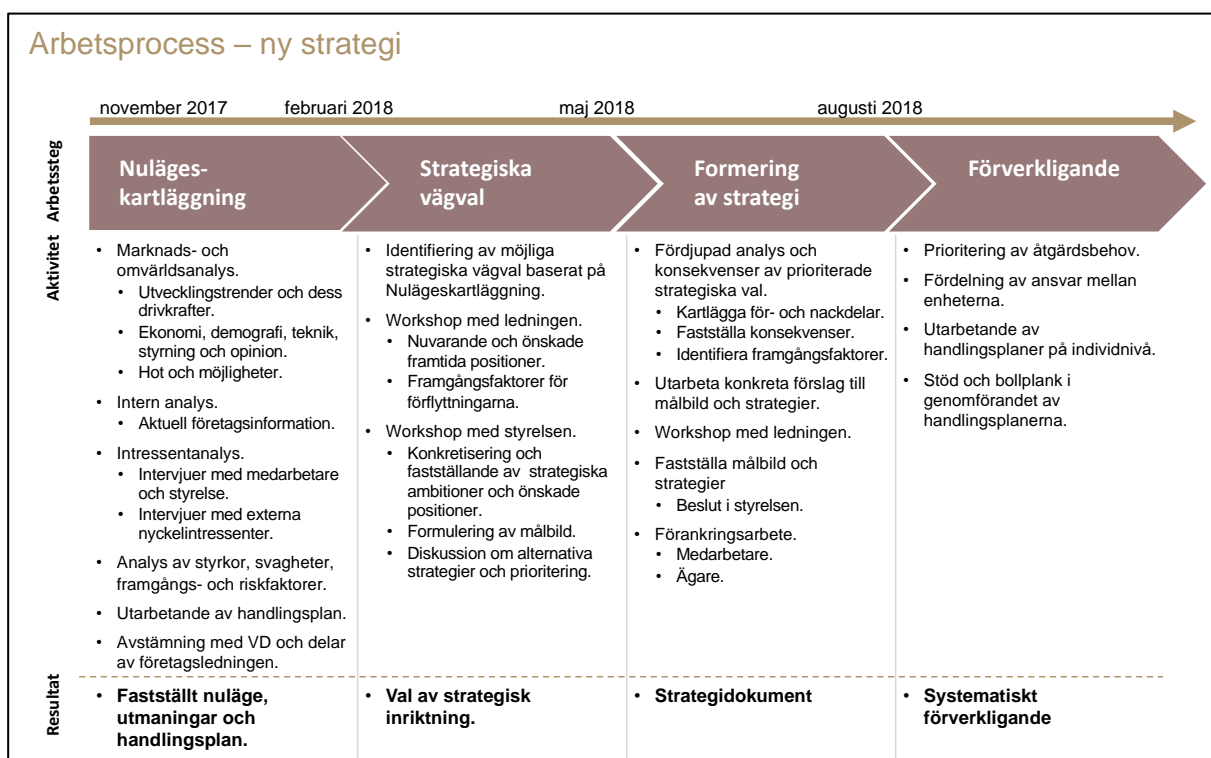 Arbetsprocess – ny strategi
november 2017
februari 2018
maj 2018
augusti 2018
Arbetssteg
Nuläges-
kartläggning
Strategiska
vägval
Formering
av strategi
Förverkligande
Aktivitet
• Marknads- och
omvärldsanalys.
• Utvecklingstrender och dess
drivkrafter.
• Ekonomi, demografi, teknik,
styrning och opinion.
• Hot och möjligheter.
• Intern analys.
• Aktuell företagsinformation.
• Intressentanalys.
• Intervjuer med medarbetare
och styrelse.
• Intervjuer med externa
nyckelintressenter.
• Analys av styrkor, svagheter,
framgångs- och riskfaktorer.
• Utarbetande av handlingsplan.
• Avstämning med VD och delar
av företagsledningen.
• Identifiering av möjliga
strategiska vägval baserat på
Nulägeskartläggning.
• Workshop med ledningen.
• Nuvarande och önskade
framtida positioner.
• Framgångsfaktorer för
förflyttningarna.
• Workshop med styrelsen.
• Konkretisering och
fastställande av strategiska
ambitioner och önskade
positioner.
• Formulering av målbild.
• Diskussion om alternativa
strategier och prioritering.
• Fördjupad analys och
konsekvenser av prioriterade
strategiska val.
• Kartlägga för- och nackdelar.
• Fastställa konsekvenser.
• Identifiera framgångsfaktorer.
• Utarbeta konkreta förslag till
målbild och strategier.
• Workshop med ledningen.
• Fastställa målbild och
strategier
• Beslut i styrelsen.
• Förankringsarbete.
• Medarbetare.
• Ägare.
• Prioritering av åtgärdsbehov.
• Fördelning av ansvar mellan
enheterna.
• Utarbetande av
handlingsplaner på individnivå.
• Stöd och bollplank i
genomförandet av
handlingsplanerna.
Resultat
• Fastställt nuläge,
utmaningar och
handlingsplan.
• Val av strategisk
inriktning.
• Strategidokument
• Systematiskt
förverkligande